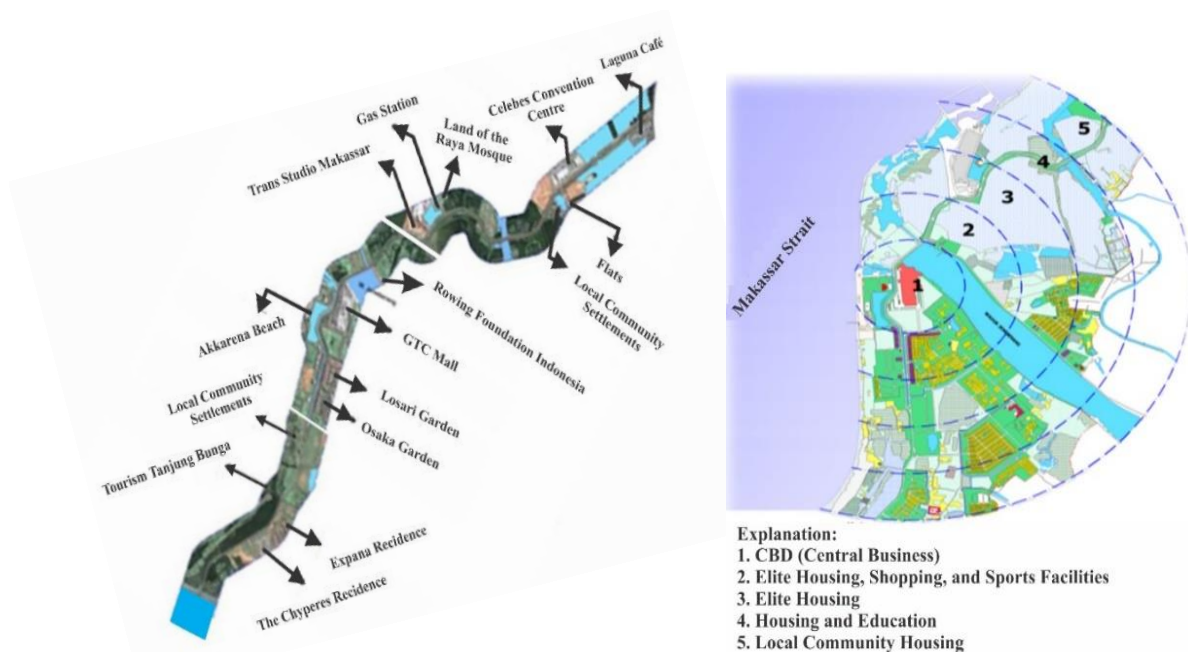 Laguna Café
Celebes Convention
Centre
Gas Station
Land of the
Raya Mosque
Trans Studio Makassar
Flats
Local Community
Settlements
Rowing Foundation Indonesia
Akkarena Beach
GTC Mall
Losari Garden
Osaka Garden
Local Community
Settlements
Tourism Tanjung Bunga
Expana Recidence
The Chyperes Recidence
Makassar Strait
1
2
3
4
5
Explanation:
1. CBD (Central Business)
2. Elite Housing, Shopping, and Sports Facilities
3. Elite Housing
4. Housing and Education
5. Local Community Housing